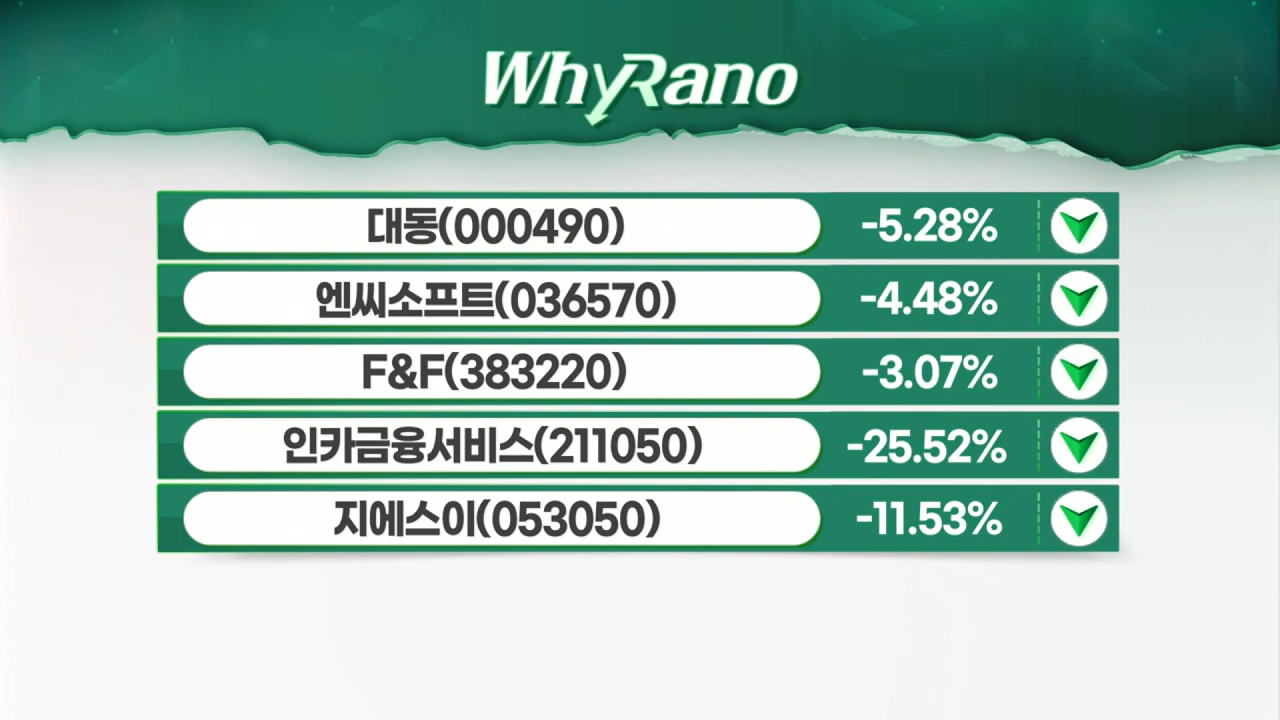 WhyRano
대동(000490) -5.28%
엔씨소프트(036570) -4.48%
F&F(383220) -3.07%
인카금융서비스(211050) -25.52%
지에스이(053050) -11.53%